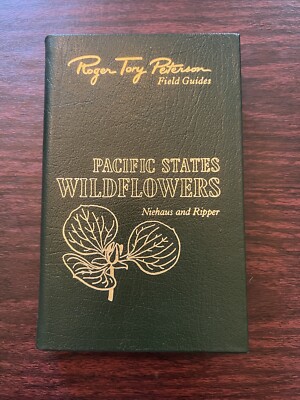 Roger Tory Peterson
Field Guides
PACIFIC STATES
WILDFLOWERS
Niehaus and Ripper